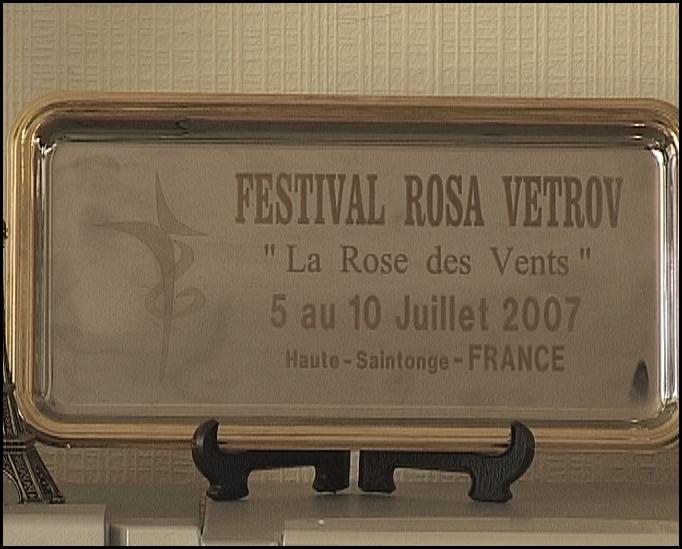 FESTIVAL ROSA VETROV
" La Rose des Vents "
5 au 10 Juillet 2007
Haute - Saintonge - FRANCE